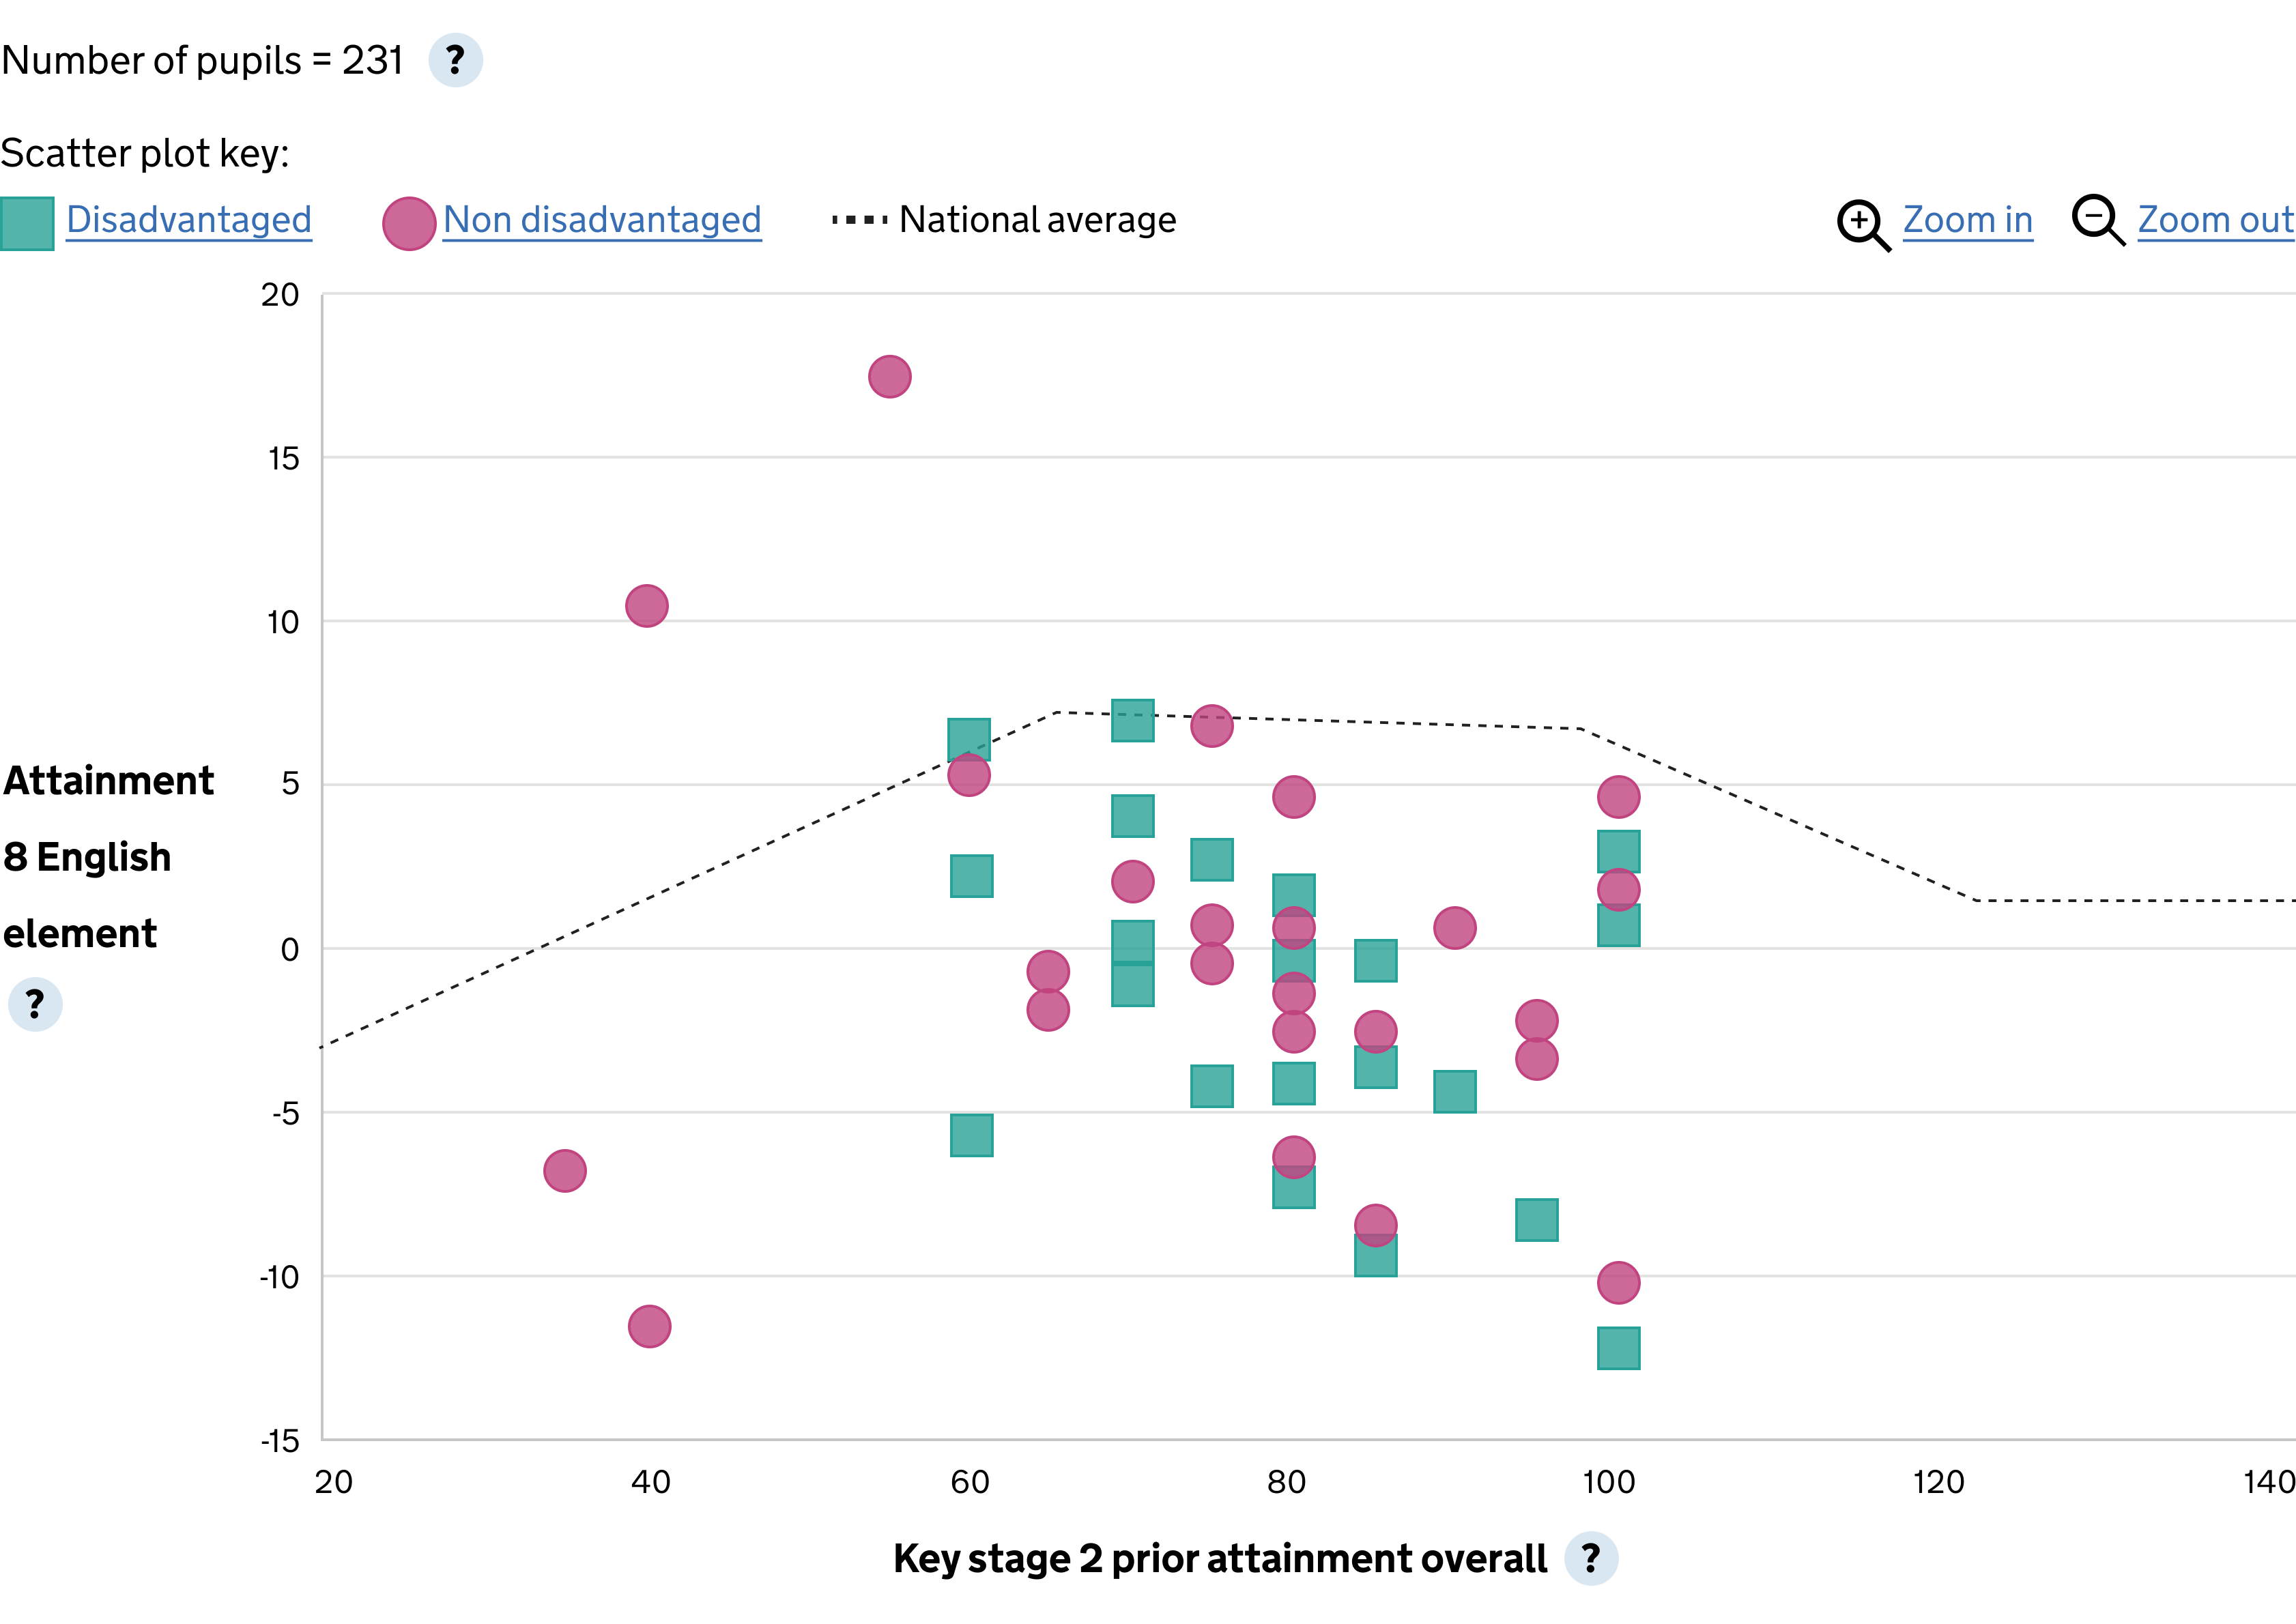 Number of pupils = 231 ?
Scatter plot key:
Disadvantaged Non disadvantaged National average Zoom in Zoom out
20
15
10
5
0
-5
-10
-15
Attainment
8 English
element
?
20 40 60 80 100 120 140
Key stage 2 prior attainment overall ?